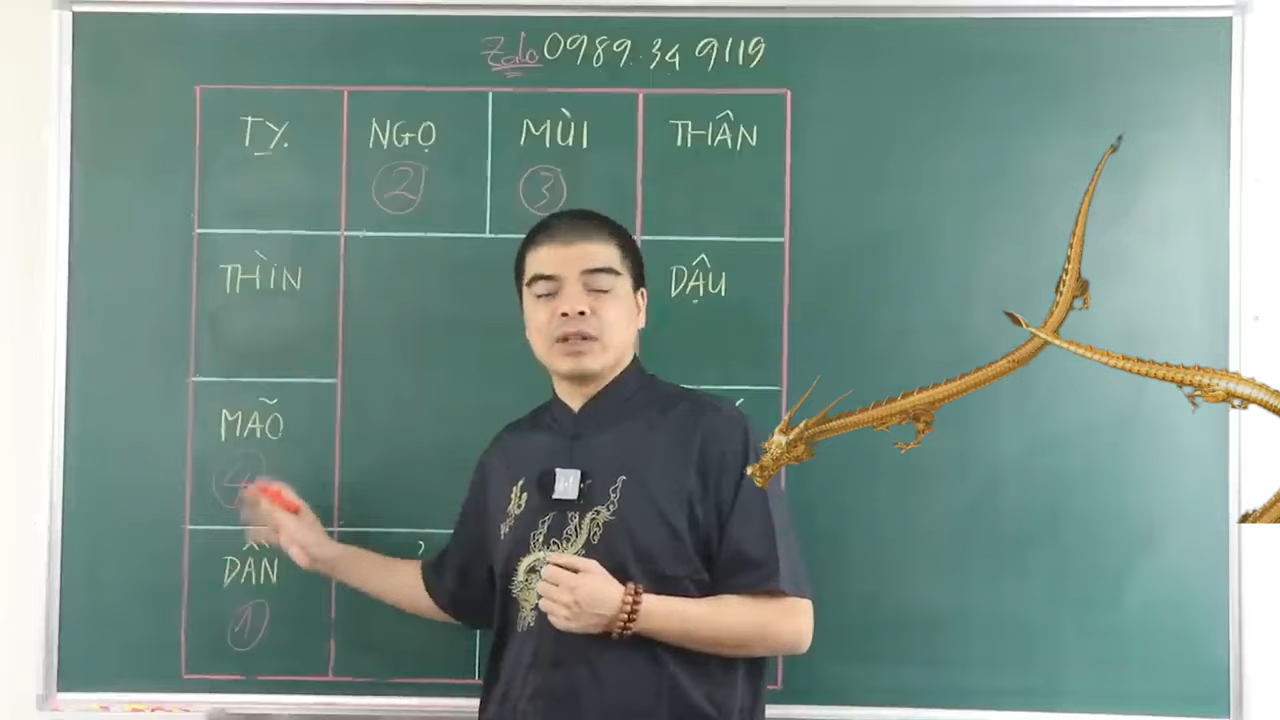 Zalo 0989.34 9119
TỴ. NGỌ MÙI THÂN
2 3
THÌN DẬU
MÃO
4
DẦN
1